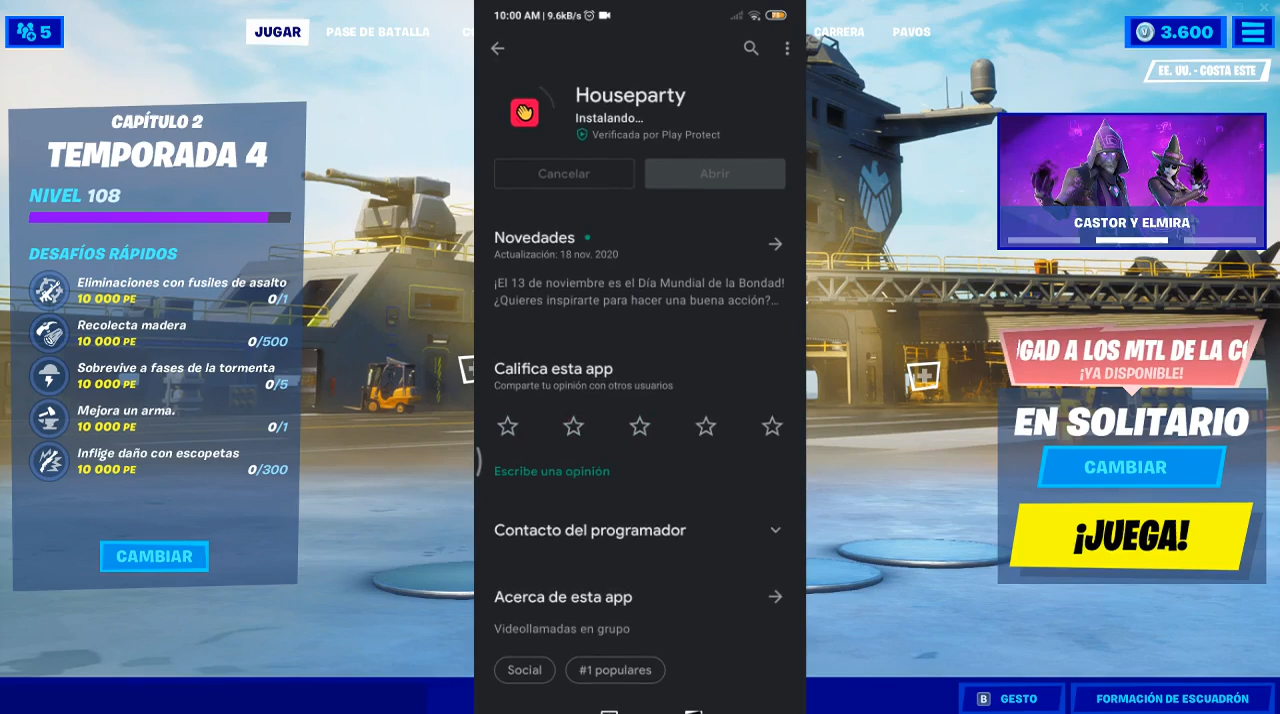 5
JUGAR
PASE DE BATALLA
CAPÍTULO 2
TEMPORADA 4
NIVEL 108
DESAFÍOS RÁPIDOS
Eliminaciones con fusiles de asalto
10 000 PE 0/1
Recolecta madera
10 000 PE 0/500
Sobrevive a fases de la tormenta
10 000 PE 0/5
Mejora un arma.
10 000 PE 0/1
Inflige daño con escopetas
10 000 PE 0/300
CAMBIAR
10:00 AM | 9.6kB/s
73
Houseparty
Instalando...
Verificada por Play Protect
Cancelar
Abrir
Novedades
Actualización: 18 nov. 2020
¡El 13 de noviembre es el Día Mundial de la Bondad!
¿Quieres inspirarte para hacer una buena acción?...
Califica esta app
Comparte tu opinión con otros usuarios
Escribe una opinión
Contacto del programador
Acerca de esta app
Videollamadas en grupo
Social
#1 populares
CARRERA
PAVOS
V 3.600
EE. UU. - COSTA ESTE
CASTOR Y ELMIRA
GAD A LOS MTL DE LA
¡YA DISPONIBLE!
EN SOLITARIO
CAMBIAR
¡JUEGA!
B GESTO
FORMACIÓN DE ESCUADRÓN